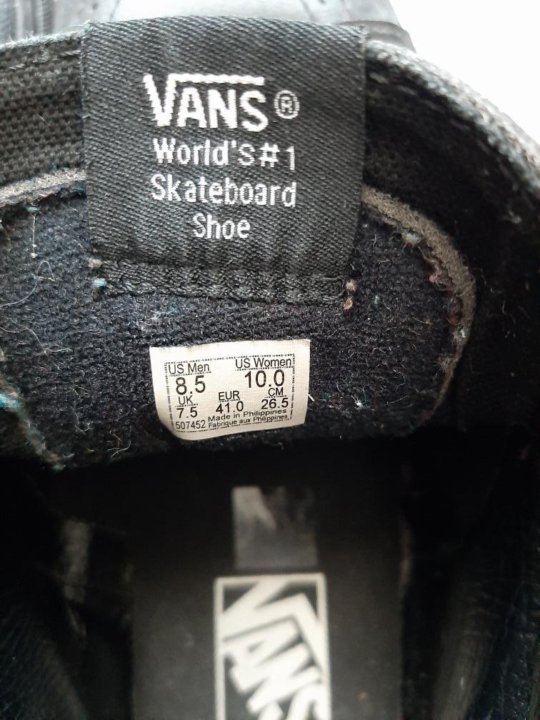 VANS®
World's #1
Skateboard
Shoe
US Men US Women
8.5 10.0
UK EUR CM
7.5 41.0 26.5
Made in Philippines
507452 Fabrique aux Philippines
VANS